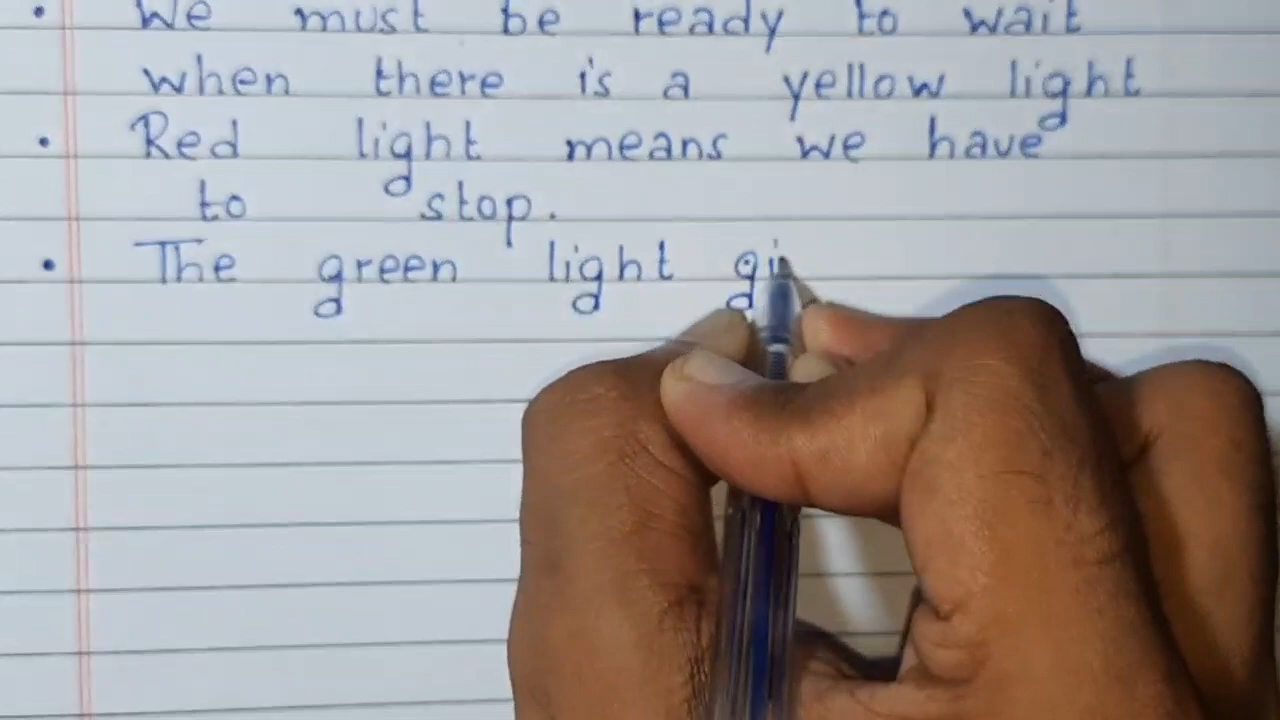 • We must be ready to wait
when there is a yellow light
• Red light means we have
to stop.
• The green light gi